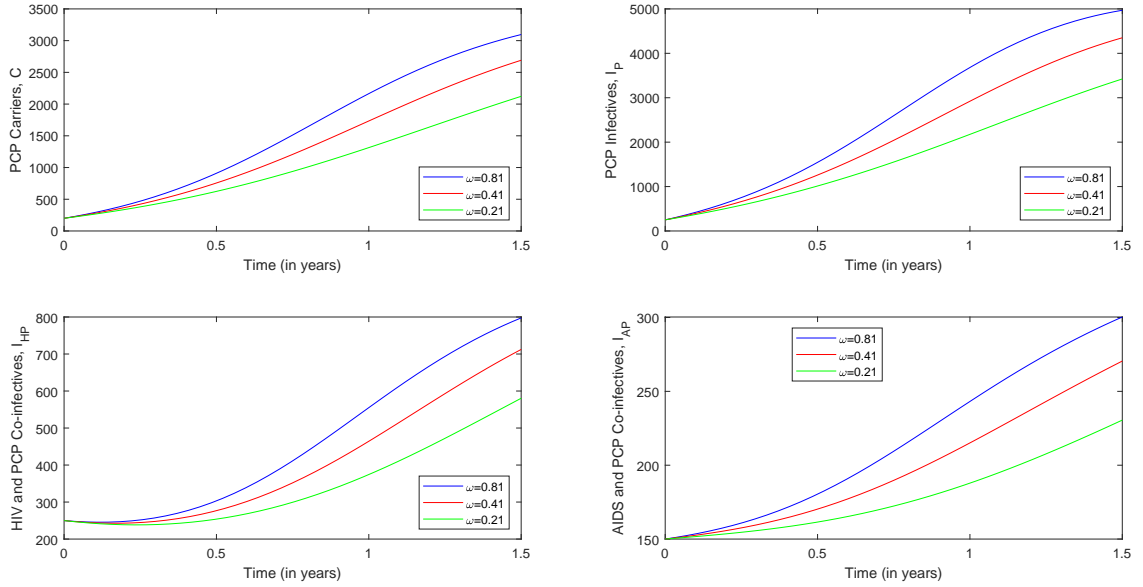 3500
3000
2500
2000
1500
1000
500
0
PCP Carriers, C
ω=0.81
ω=0.41
ω=0.21
0 0.5 1 1.5
Time (in years)
5000
4000
3000
2000
1000
0
PCP Infectives, I_P
ω=0.81
ω=0.41
ω=0.21
0 0.5 1 1.5
Time (in years)
800
700
600
500
400
300
200
HIV and PCP Co-infectives, I_HP
ω=0.81
ω=0.41
ω=0.21
0 0.5 1 1.5
Time (in years)
300
250
200
150
AIDS and PCP Co-infectives, I_AP
ω=0.81
ω=0.41
ω=0.21
0 0.5 1 1.5
Time (in years)